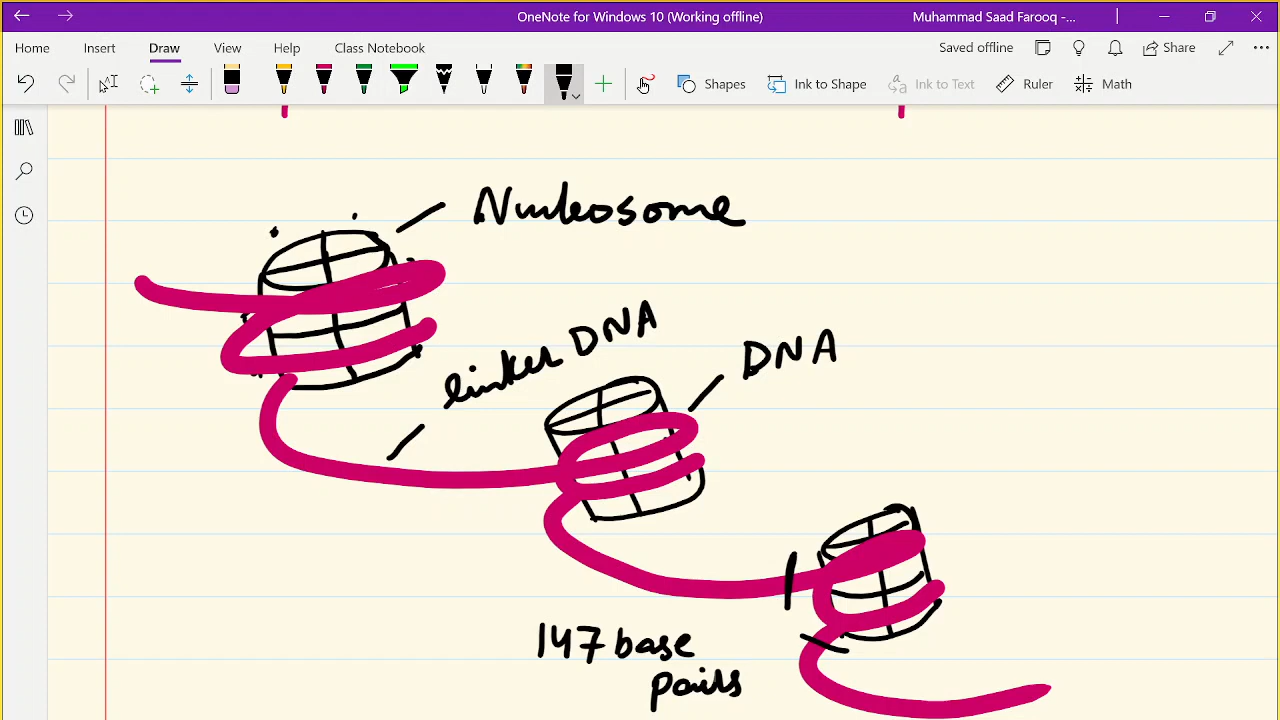 OneNote for Windows 10 (Working offline)
Muhammad Saad Farooq -...
Home Insert Draw View Help Class Notebook
Saved offline Share
Shapes Ink to Shape Ink to Text Ruler Math
Nucleosome
linker DNA
DNA
147 base
pairs